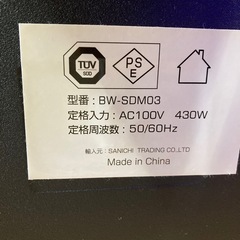 TÜV
SÜD
PS
E
型番：BW-SDM03
定格入力：AC100V 430W
定格周波数：50/60Hz
輸入元：SANICHI TRADING CO.,LTD
Made in China